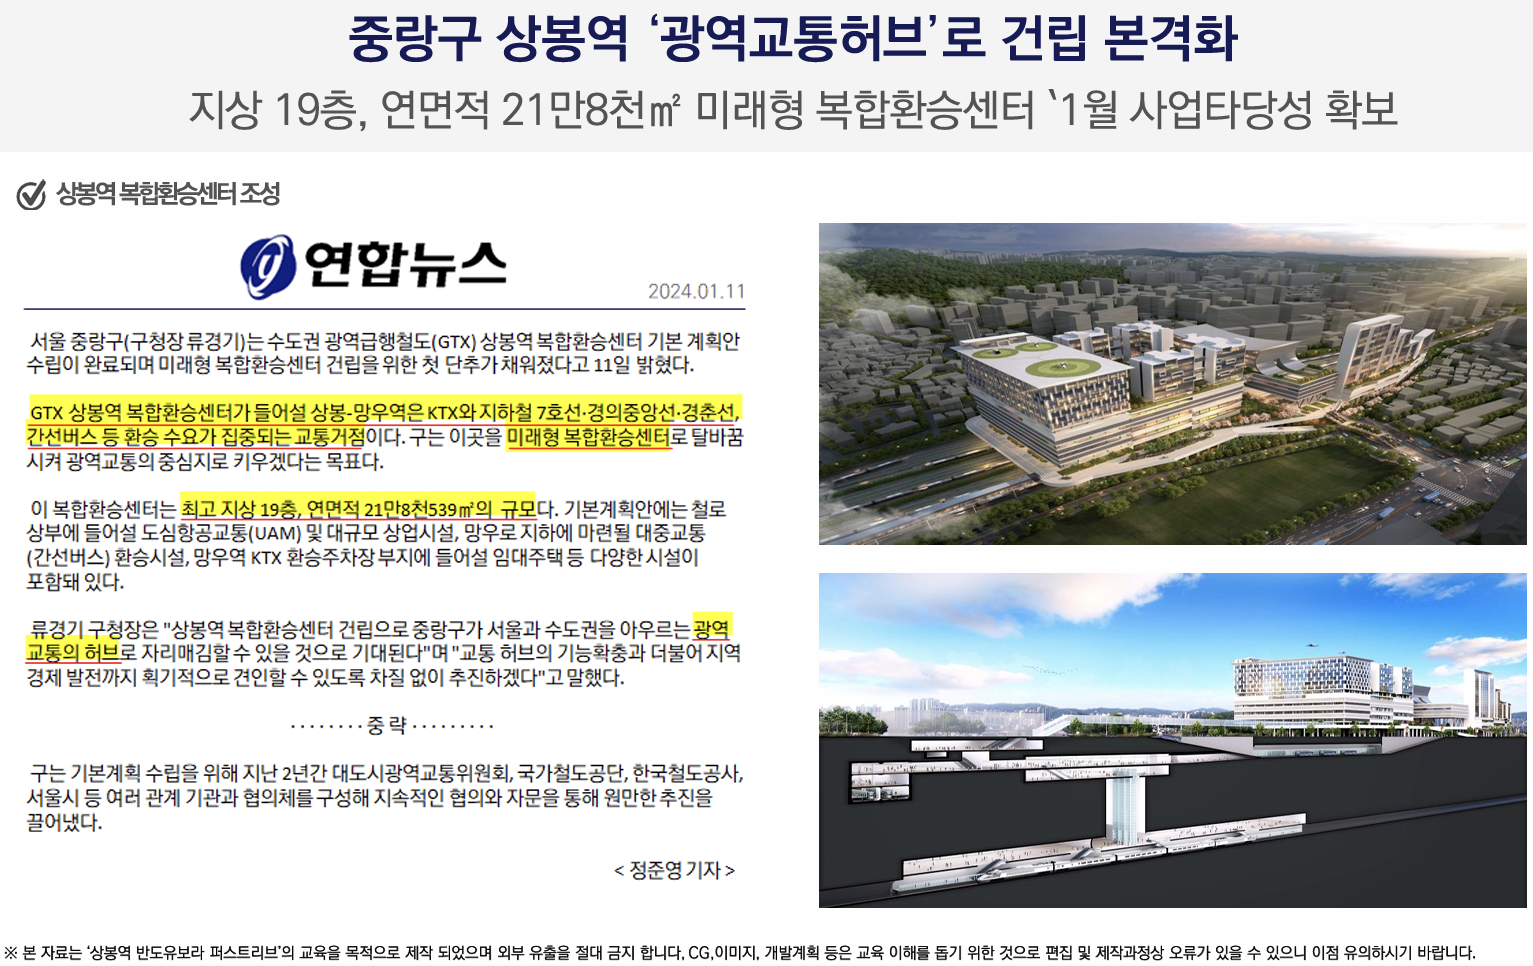 중랑구 상봉역 ‘광역교통허브’로 건립 본격화
지상 19층, 연면적 21만8천㎡ 미래형 복합환승센터 ‵1월 사업타당성 확보
상봉역 복합환승센터 조성
연합뉴스
2024.01.11
서울 중랑구(구청장 류경기)는 수도권 광역급행철도(GTX) 상봉역 복합환승센터 기본 계획안
수립이 완료되며 미래형 복합환승센터 건립을 위한 첫 단추가 채워졌다고 11일 밝혔다.
GTX 상봉역 복합환승센터가 들어설 상봉-망우역은 KTX와 지하철 7호선·경의중앙선·경춘선,
간선버스 등 환승 수요가 집중되는 교통거점이다. 구는 이곳을 미래형 복합환승센터로 탈바꿈
시켜 광역교통의 중심지로 키우겠다는 목표다.
이 복합환승센터는 최고 지상 19층, 연면적 21만8천539㎡의 규모다. 기본계획안에는 철로
상부에 들어설 도심항공교통(UAM) 및 대규모 상업시설, 망우로 지하에 마련될 대중교통
(간선버스) 환승시설, 망우역 KTX 환승주차장 부지에 들어설 임대주택 등 다양한 시설이
포함돼 있다.
류경기 구청장은 "상봉역 복합환승센터 건립으로 중랑구가 서울과 수도권을 아우르는 광역
교통의 허브로 자리매김할 수 있을 것으로 기대된다"며 "교통 허브의 기능확충과 더불어 지역
경제 발전까지 획기적으로 견인할 수 있도록 차질 없이 추진하겠다"고 말했다.
········중 략·········
구는 기본계획 수립을 위해 지난 2년간 대도시광역교통위원회, 국가철도공단, 한국철도공사,
서울시 등 여러 관계 기관과 협의체를 구성해 지속적인 협의와 자문을 통해 원만한 추진을
끌어냈다.
< 정준영 기자 >
※ 본 자료는 ‘상봉역 반도유보라 퍼스트리브’의 교육을 목적으로 제작 되었으며 외부 유출을 절대 금지 합니다, CG,이미지, 개발계획 등은 교육 이해를 돕기 위한 것으로 편집 및 제작과정상 오류가 있을 수 있으니 이점 유의하시기 바랍니다.